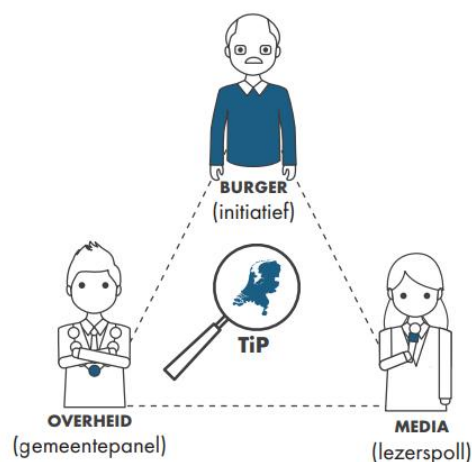 BURGER
(initiatief)
TiP
OVERHEID
(gemeentepanel)
MEDIA
(lezerspoll)